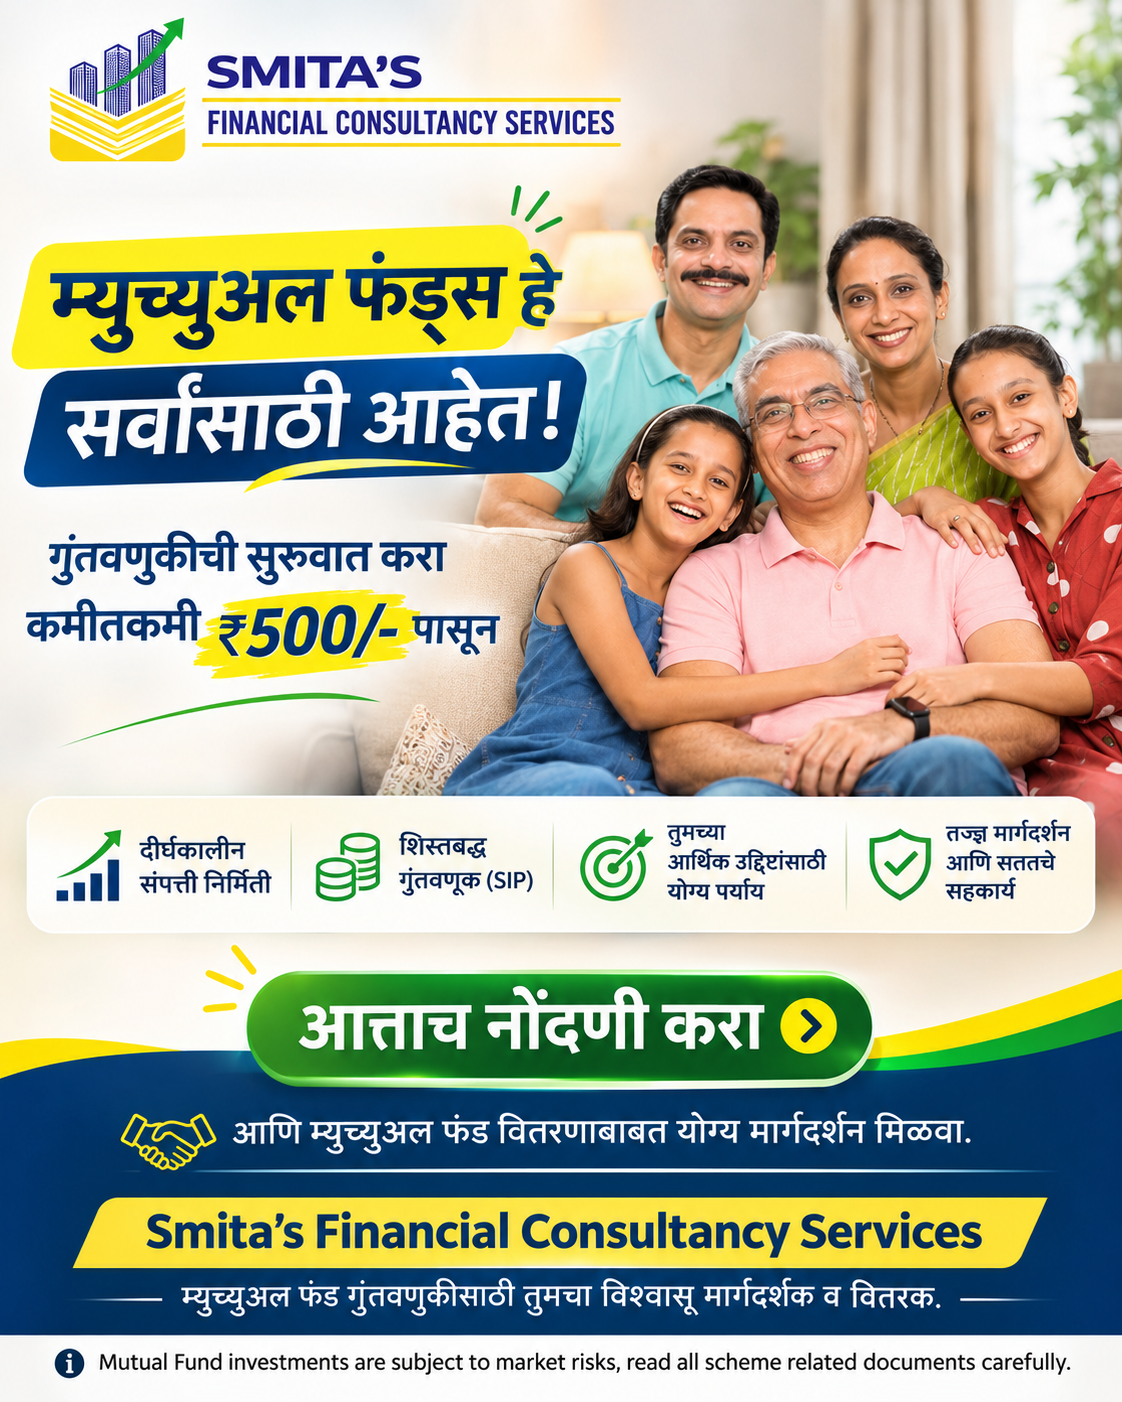 SMITA'S
FINANCIAL CONSULTANCY SERVICES
म्युच्युअल फंड्स हे
सर्वांसाठी आहेत!
गुंतवणुकीची सुरुवात करा
कमीतकमी ₹500/- पासून
दीर्घकालीन
संपत्ती निर्मिती
शिस्तबद्ध
गुंतवणूक (SIP)
तुमच्या
आर्थिक उद्दिष्टांसाठी
योग्य पर्याय
तज्ज्ञ मार्गदर्शन
आणि सततचे
सहकार्य
आत्ताच नोंदणी करा
आणि म्युच्युअल फंड वितरणाबाबत योग्य मार्गदर्शन मिळवा.
Smita's Financial Consultancy Services
म्युच्युअल फंड गुंतवणुकीसाठी तुमचा विश्वासू मार्गदर्शक व वितरक.
Mutual Fund investments are subject to market risks, read all scheme related documents carefully.